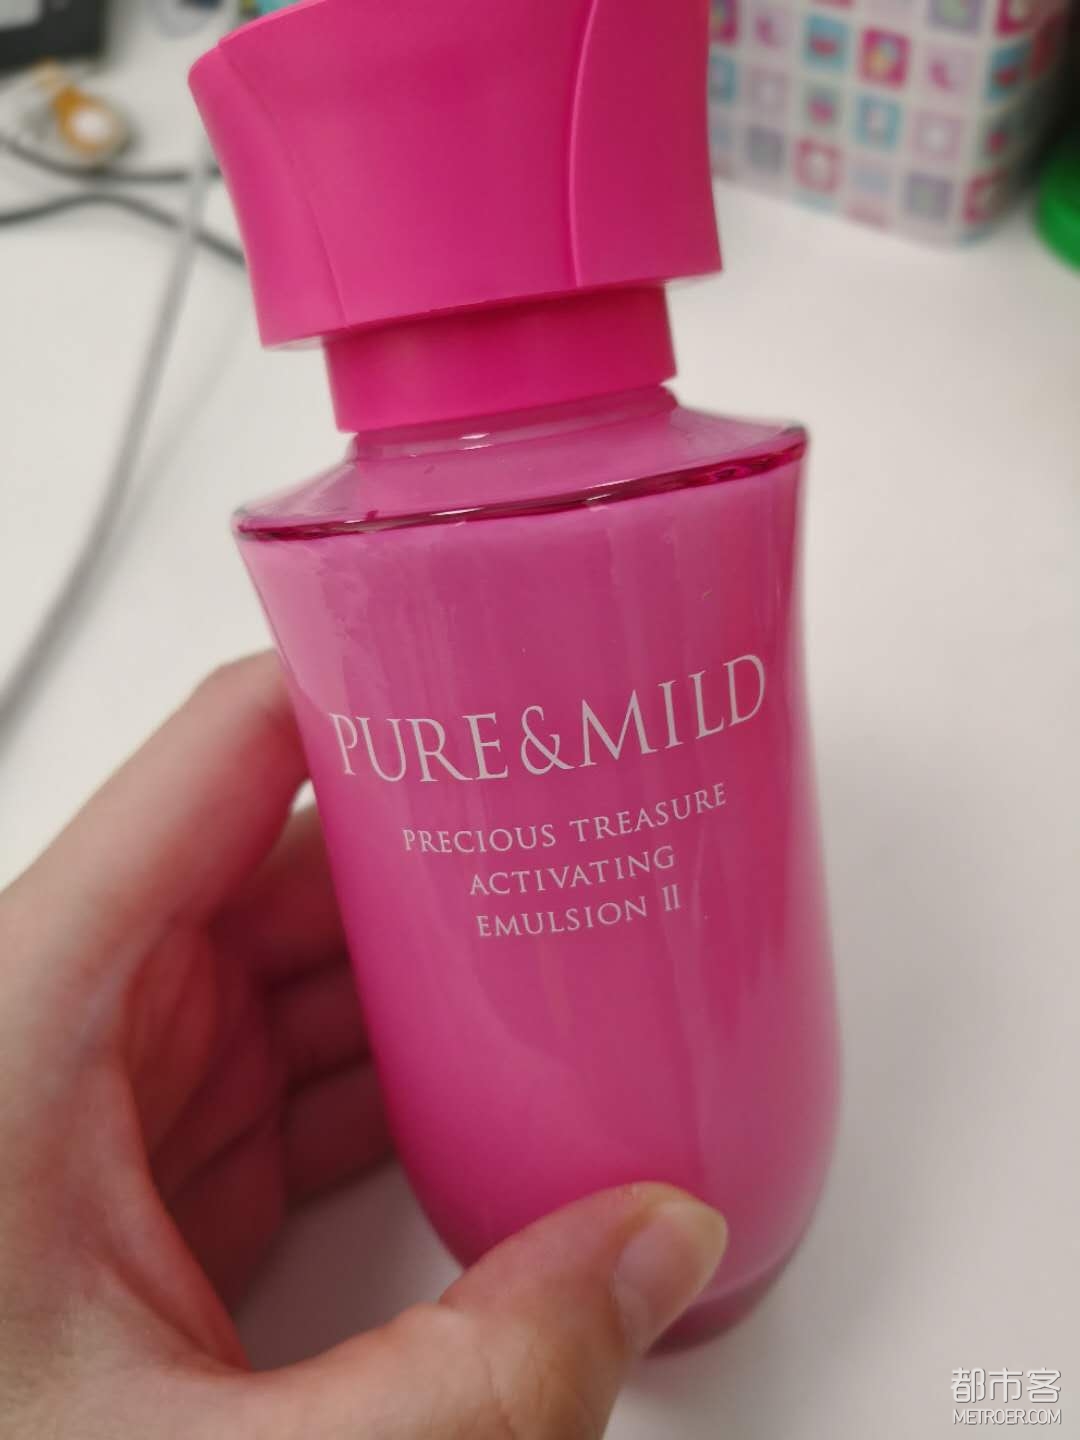 PURE&MILD
PRECIOUS TREASURE
ACTIVATING
EMULSION II
都市客
METROER.COM